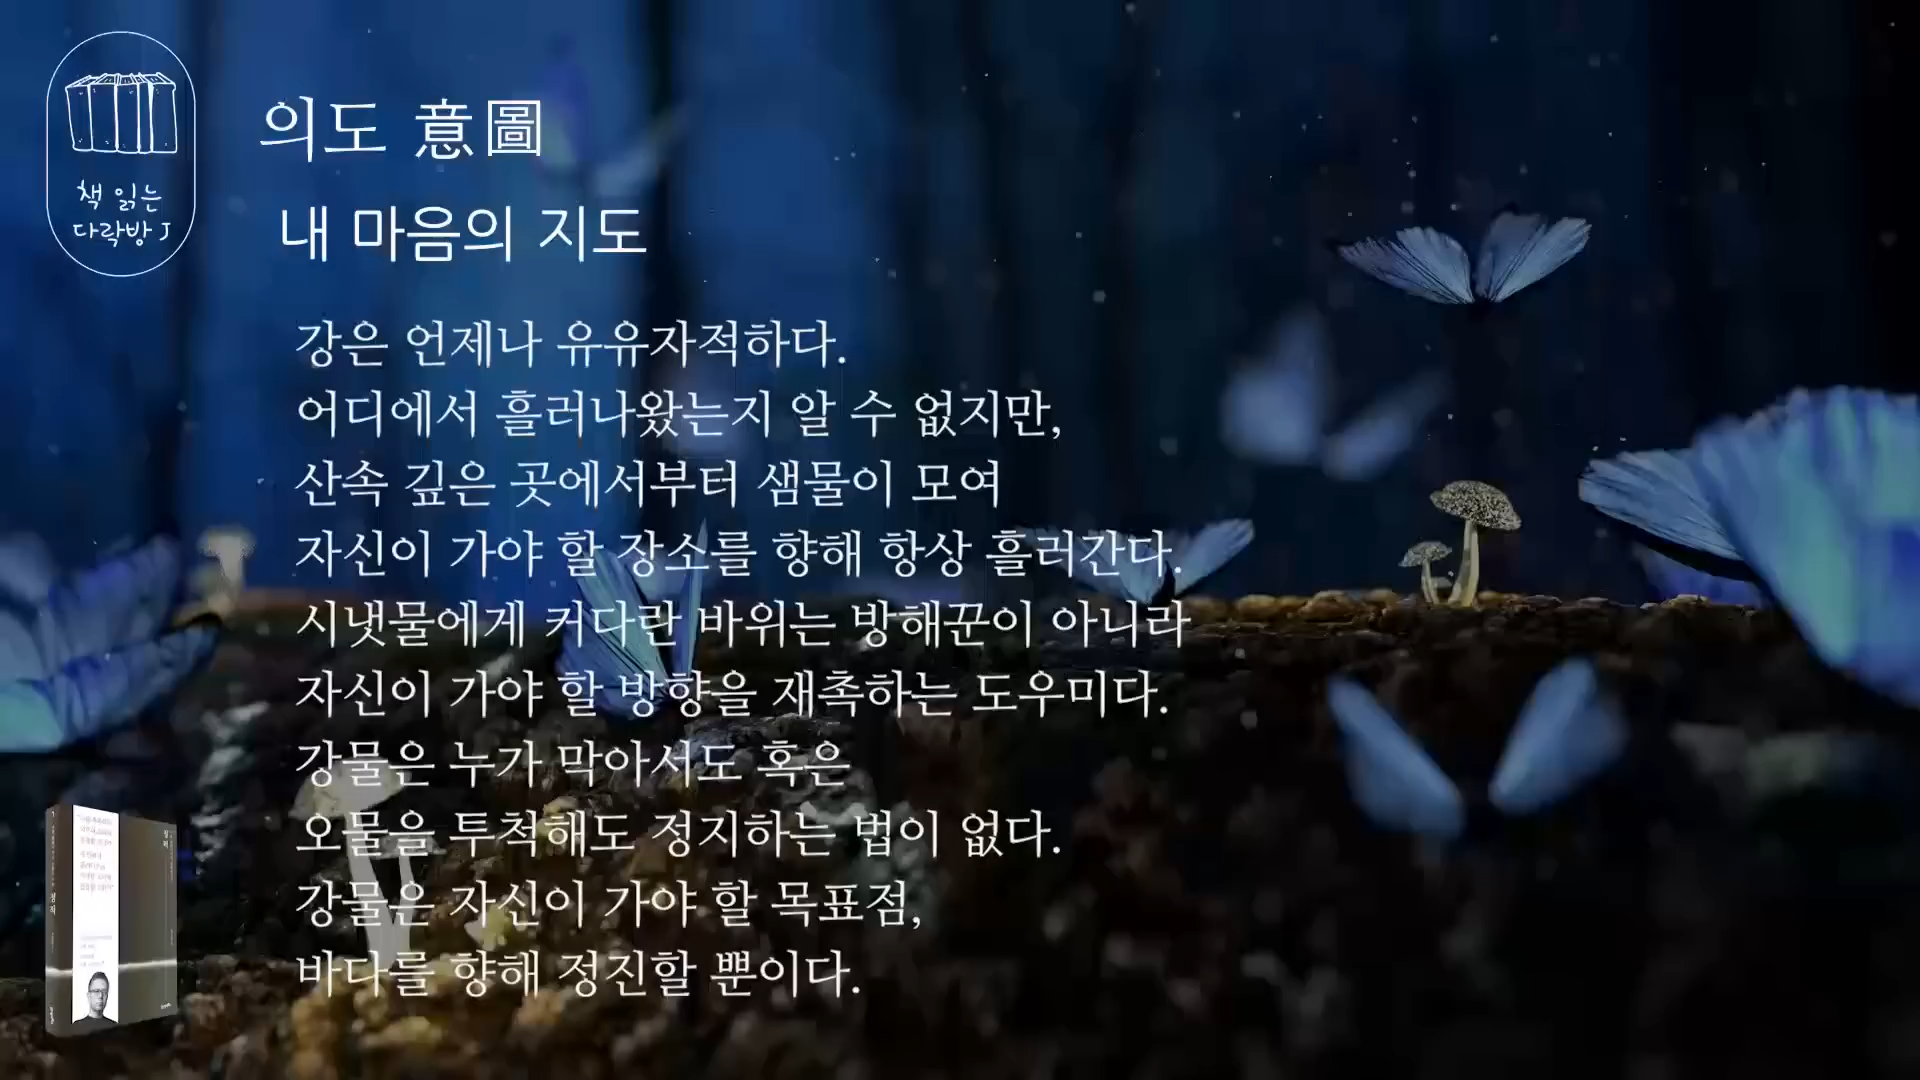 책 읽는
다락방 J
의도 意圖
내 마음의 지도
강은 언제나 유유자적하다.
어디에서 흘러나왔는지 알 수 없지만,
산속 깊은 곳에서부터 샘물이 모여
자신이 가야 할 장소를 향해 항상 흘러간다.
시냇물에게 커다란 바위는 방해꾼이 아니라
자신이 가야 할 방향을 재촉하는 도우미다.
강물은 누가 막아서도 혹은
오물을 투척해도 정지하는 법이 없다.
강물은 자신이 가야 할 목표점,
바다를 향해 정진할 뿐이다.